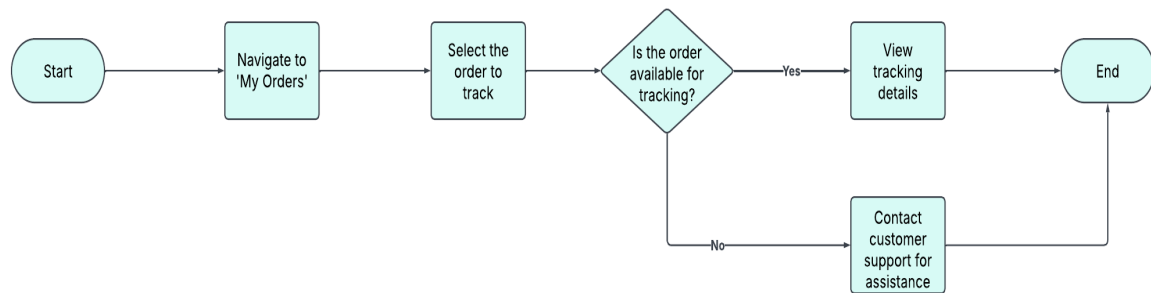 Start
Navigate to
'My Orders'
Select the
order to
track
Is the order
available for
tracking?
Yes
View
tracking
details
End
No
Contact
customer
support for
assistance